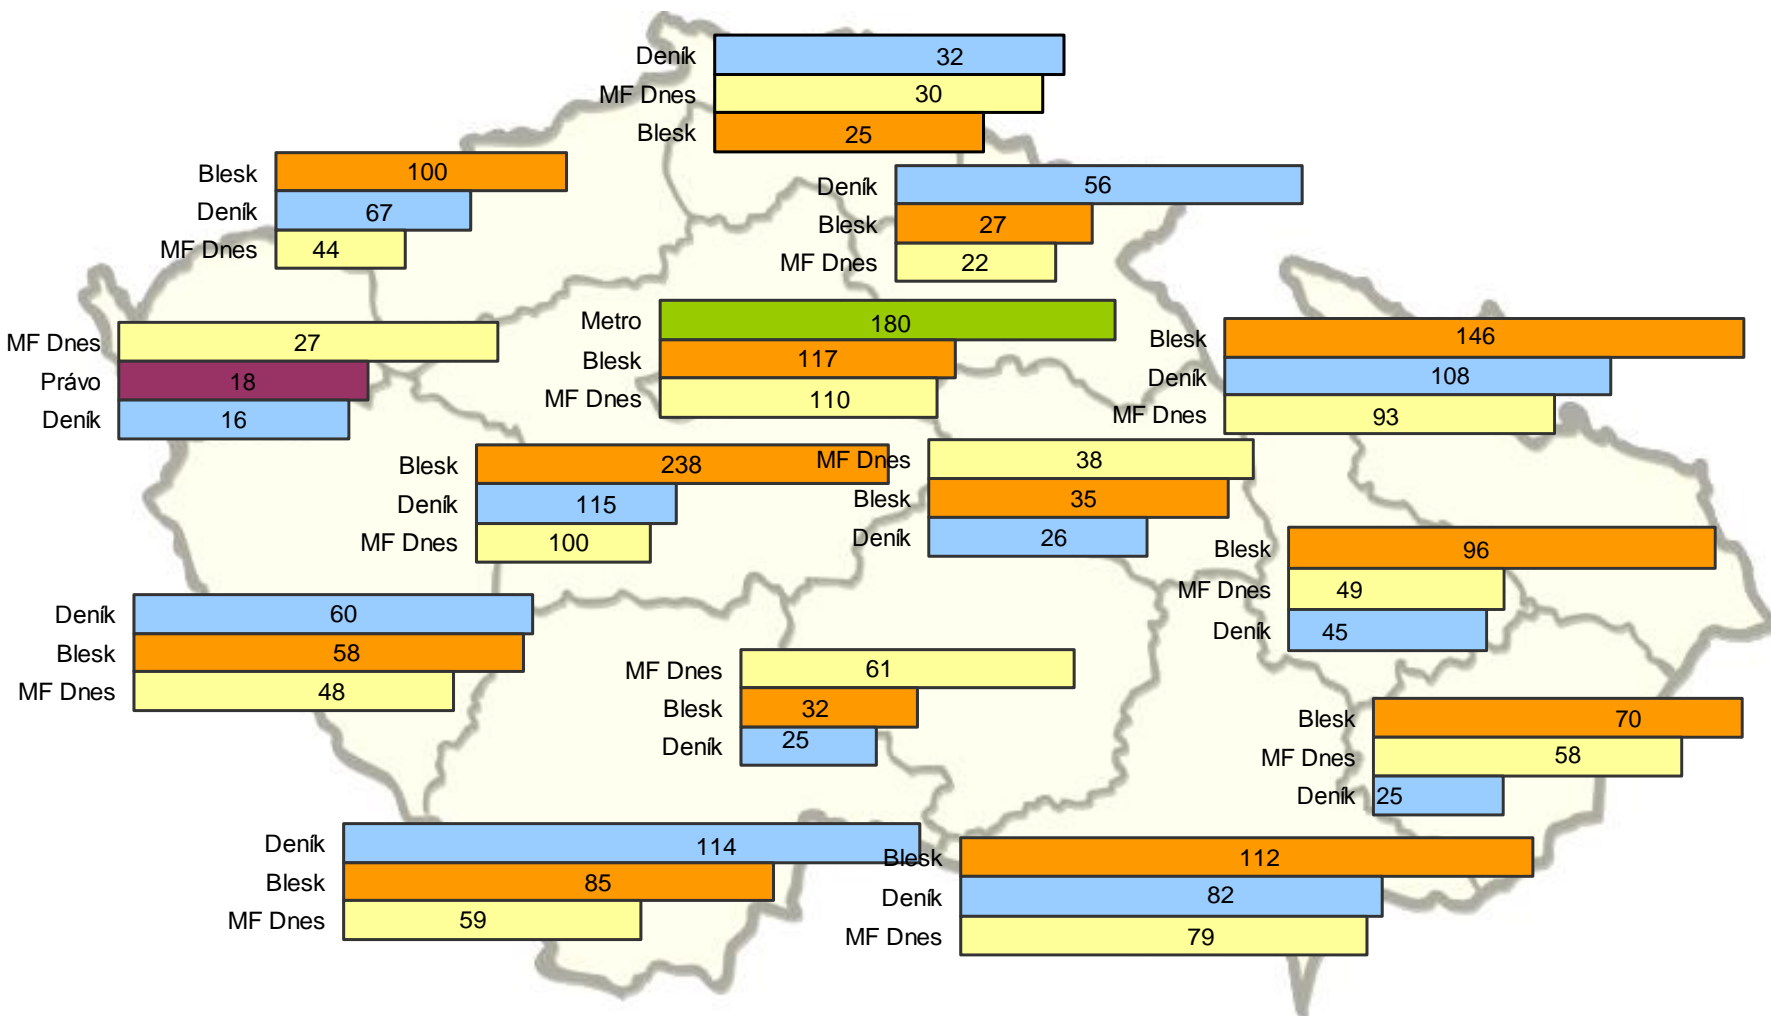 Deník 32
MF Dnes 30
Blesk 25
Blesk 100
Deník 67
MF Dnes 44
Deník 56
Blesk 27
MF Dnes 22
MF Dnes 27
Právo 18
Deník 16
Metro 180
Blesk 117
MF Dnes 110
Blesk 146
Deník 108
MF Dnes 93
Blesk 238
Deník 115
MF Dnes 100
MF Dnes 38
Blesk 35
Deník 26
Blesk 96
MF Dnes 49
Deník 45
Deník 60
Blesk 58
MF Dnes 48
MF Dnes 61
Blesk 32
Deník 25
Blesk 70
MF Dnes 58
Deník 25
Deník 114
Blesk 85
MF Dnes 59
Blesk 112
Deník 82
MF Dnes 79